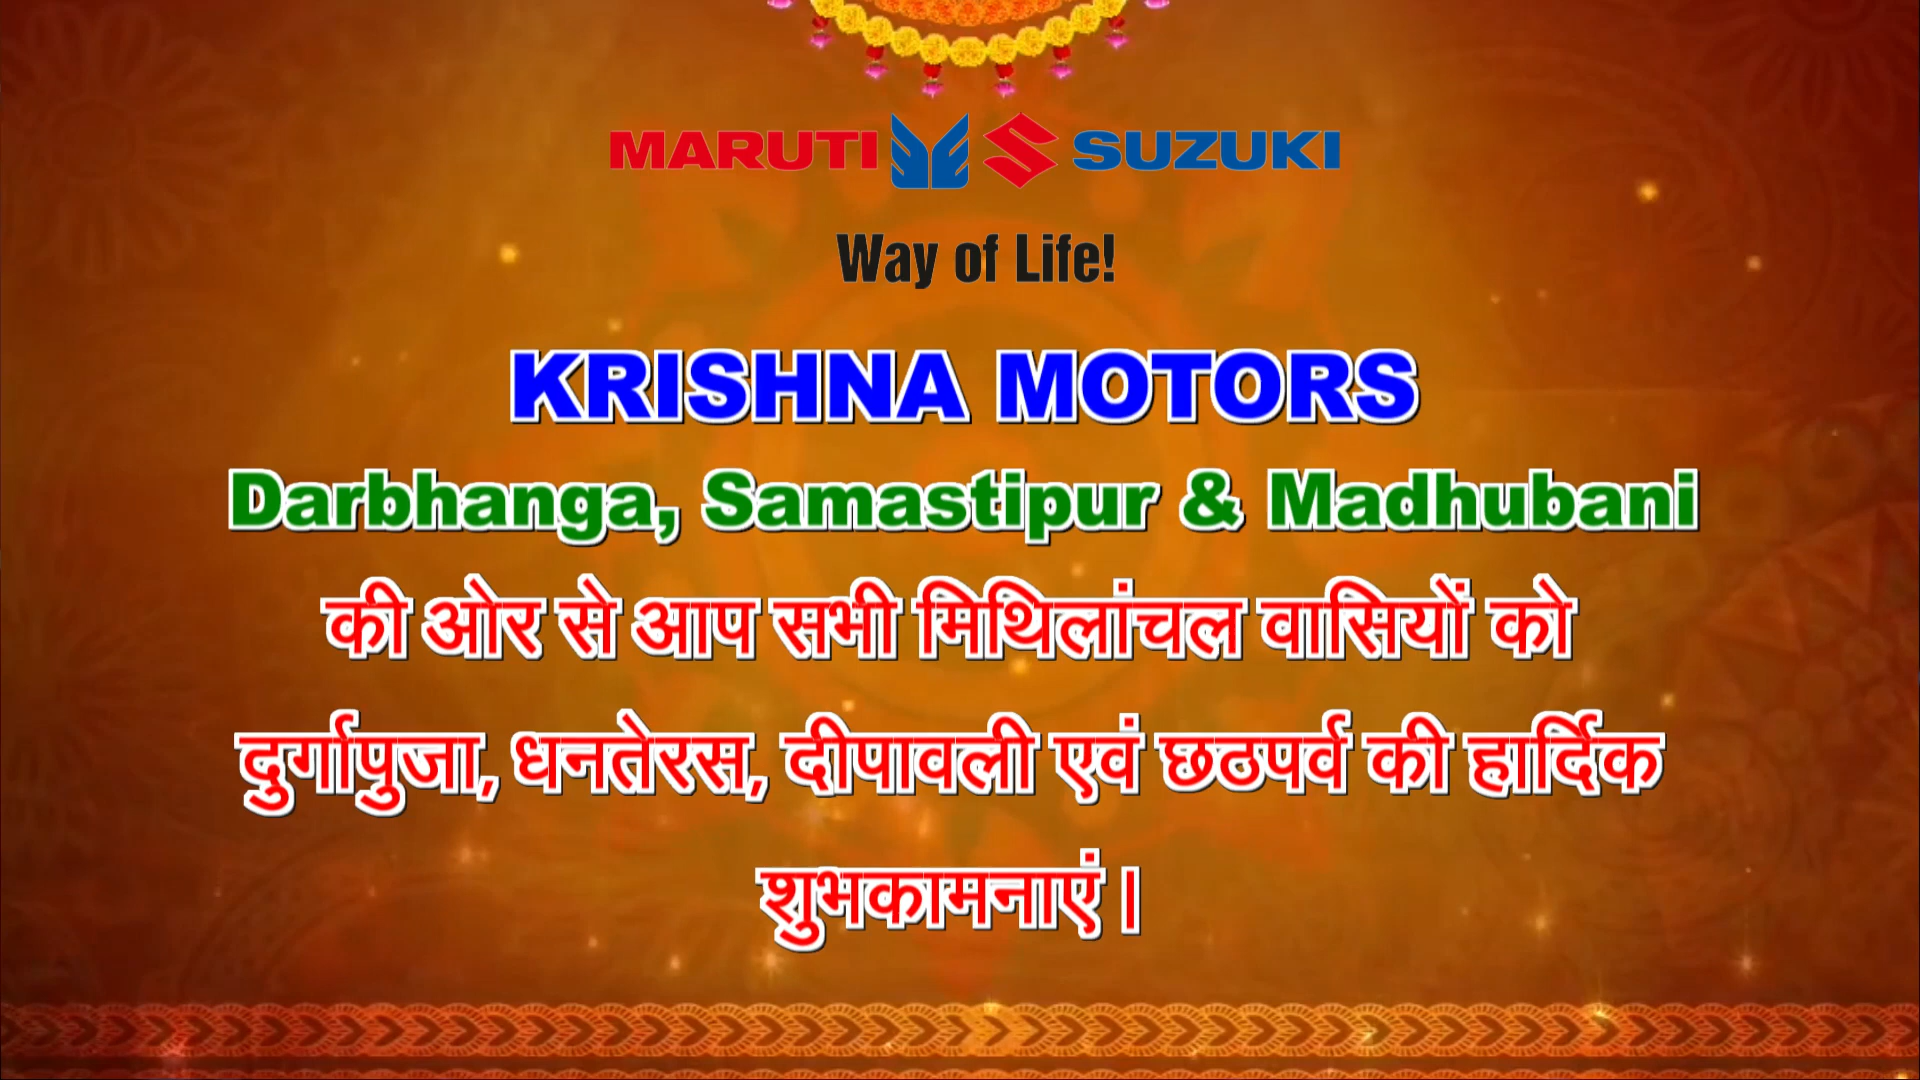 MARUTI SUZUKI
Way of Life!
KRISHNA MOTORS
Darbhanga, Samastipur & Madhubani
की ओर से आप सभी मिथिलांचल वासियों को
दुर्गापुजा, धनतेरस, दीपावली एवं छठपर्व की हार्दिक
शुभकामनाएं |